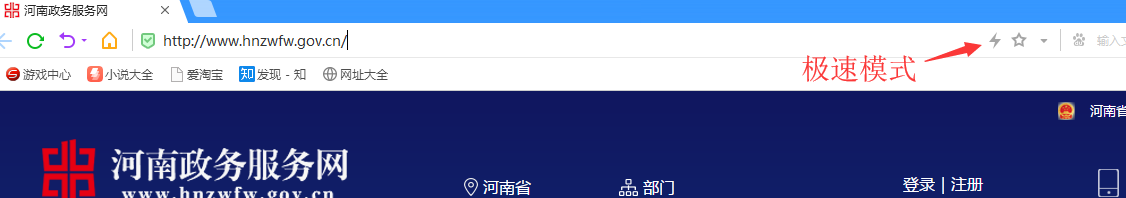 河南政务服务网
http://www.hnzwfw.gov.cn/
输入文
极速模式
游戏中心 小说大全 爱淘宝 知 发现 - 知 网址大全
河南省
河南政务服务网
www.hnzwfw.gov.cn
河南省 部门 登录 | 注册